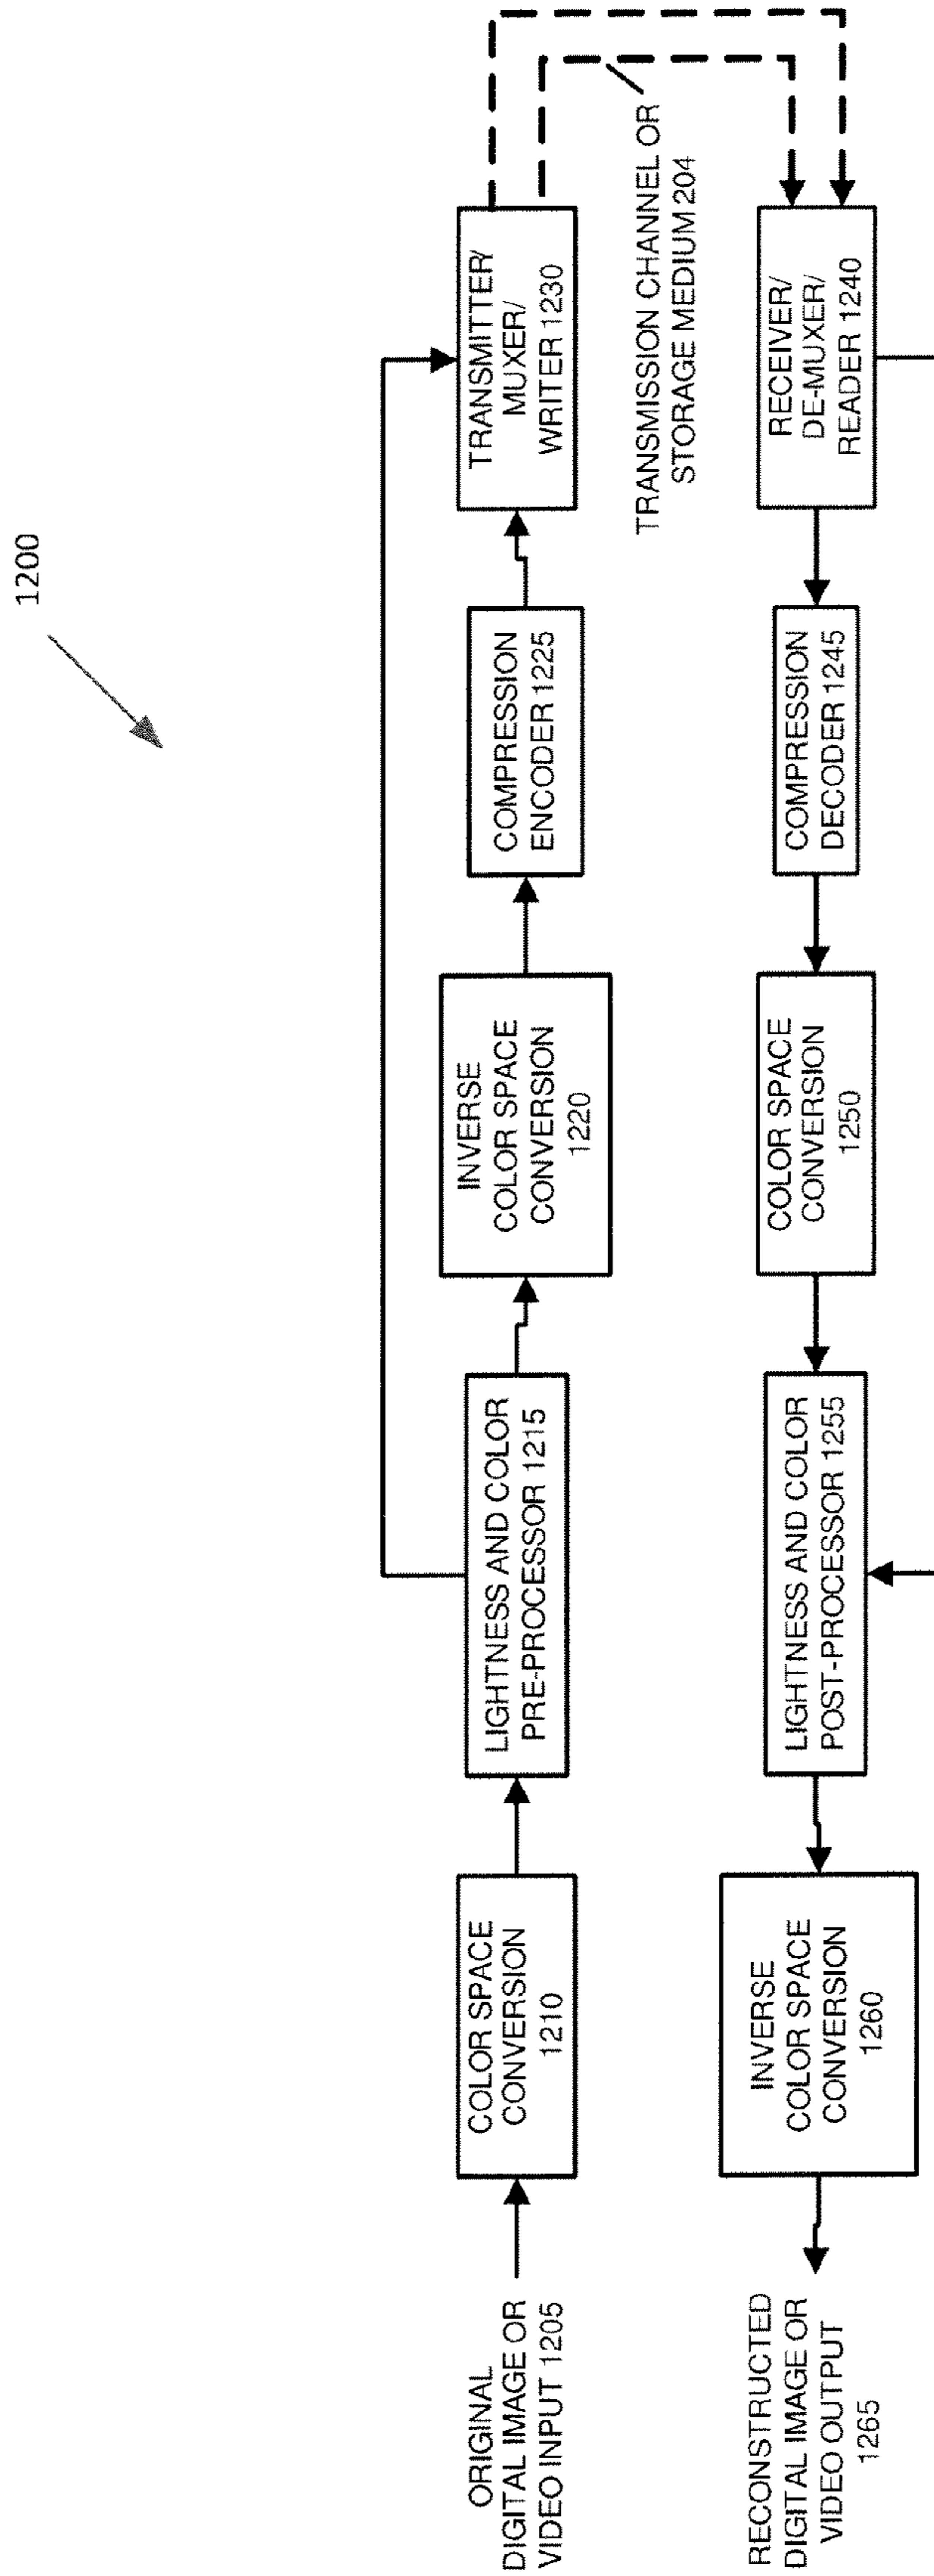 1200
ORIGINAL
DIGITAL IMAGE OR
VIDEO INPUT 1205
COLOR SPACE
CONVERSION
1210
LIGHTNESS AND COLOR
PRE-PROCESSOR 1215
INVERSE
COLOR SPACE
CONVERSION
1220
COMPRESSION
ENCODER 1225
TRANSMITTER/
MUXER/
WRITER 1230
TRANSMISSION CHANNEL OR
STORAGE MEDIUM 204
RECEIVER/
DE-MUXER/
READER 1240
COMPRESSION
DECODER 1245
COLOR SPACE
CONVERSION
1250
LIGHTNESS AND COLOR
POST-PROCESSOR 1255
INVERSE
COLOR SPACE
CONVERSION
1260
RECONSTRUCTED
DIGITAL IMAGE OR
VIDEO OUTPUT
1265